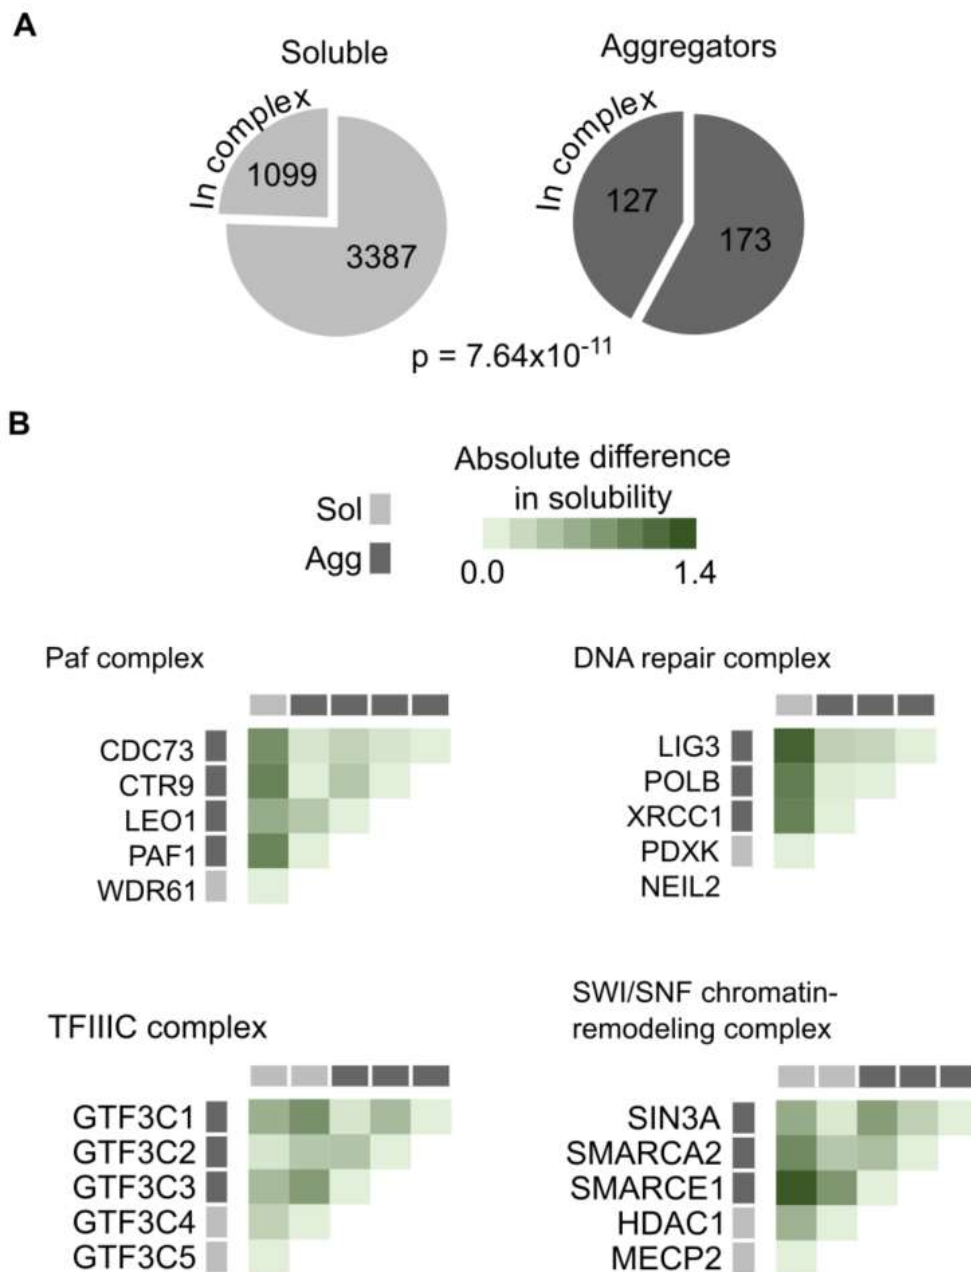 A
Soluble
Aggregators
In complex
1099
3387
In complex
127
173
p = 7.64x10⁻¹¹
B
Absolute difference
in solubility
Sol
Agg
0.0
1.4
Paf complex
CDC73
CTR9
LEO1
PAF1
WDR61
DNA repair complex
LIG3
POLB
XRCC1
PDXK
NEIL2
TFIIIC complex
GTF3C1
GTF3C2
GTF3C3
GTF3C4
GTF3C5
SWI/SNF chromatin-
remodeling complex
SIN3A
SMARCA2
SMARCE1
HDAC1
MECP2